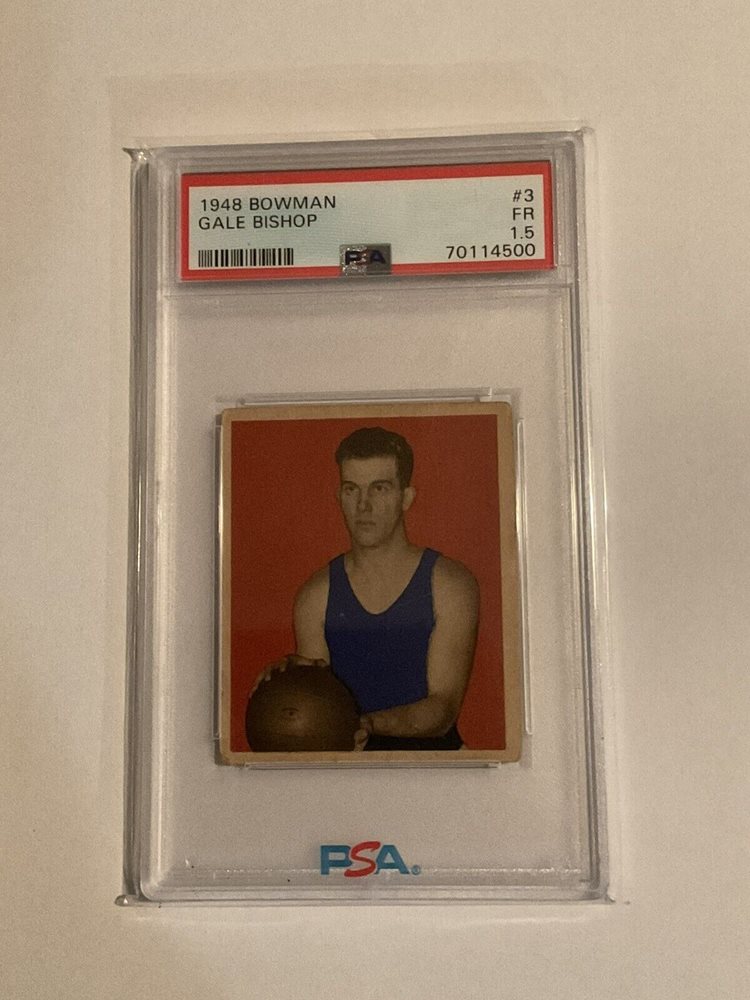 1948 BOWMAN #3
GALE BISHOP FR
1.5
PSA 70114500
PSA®